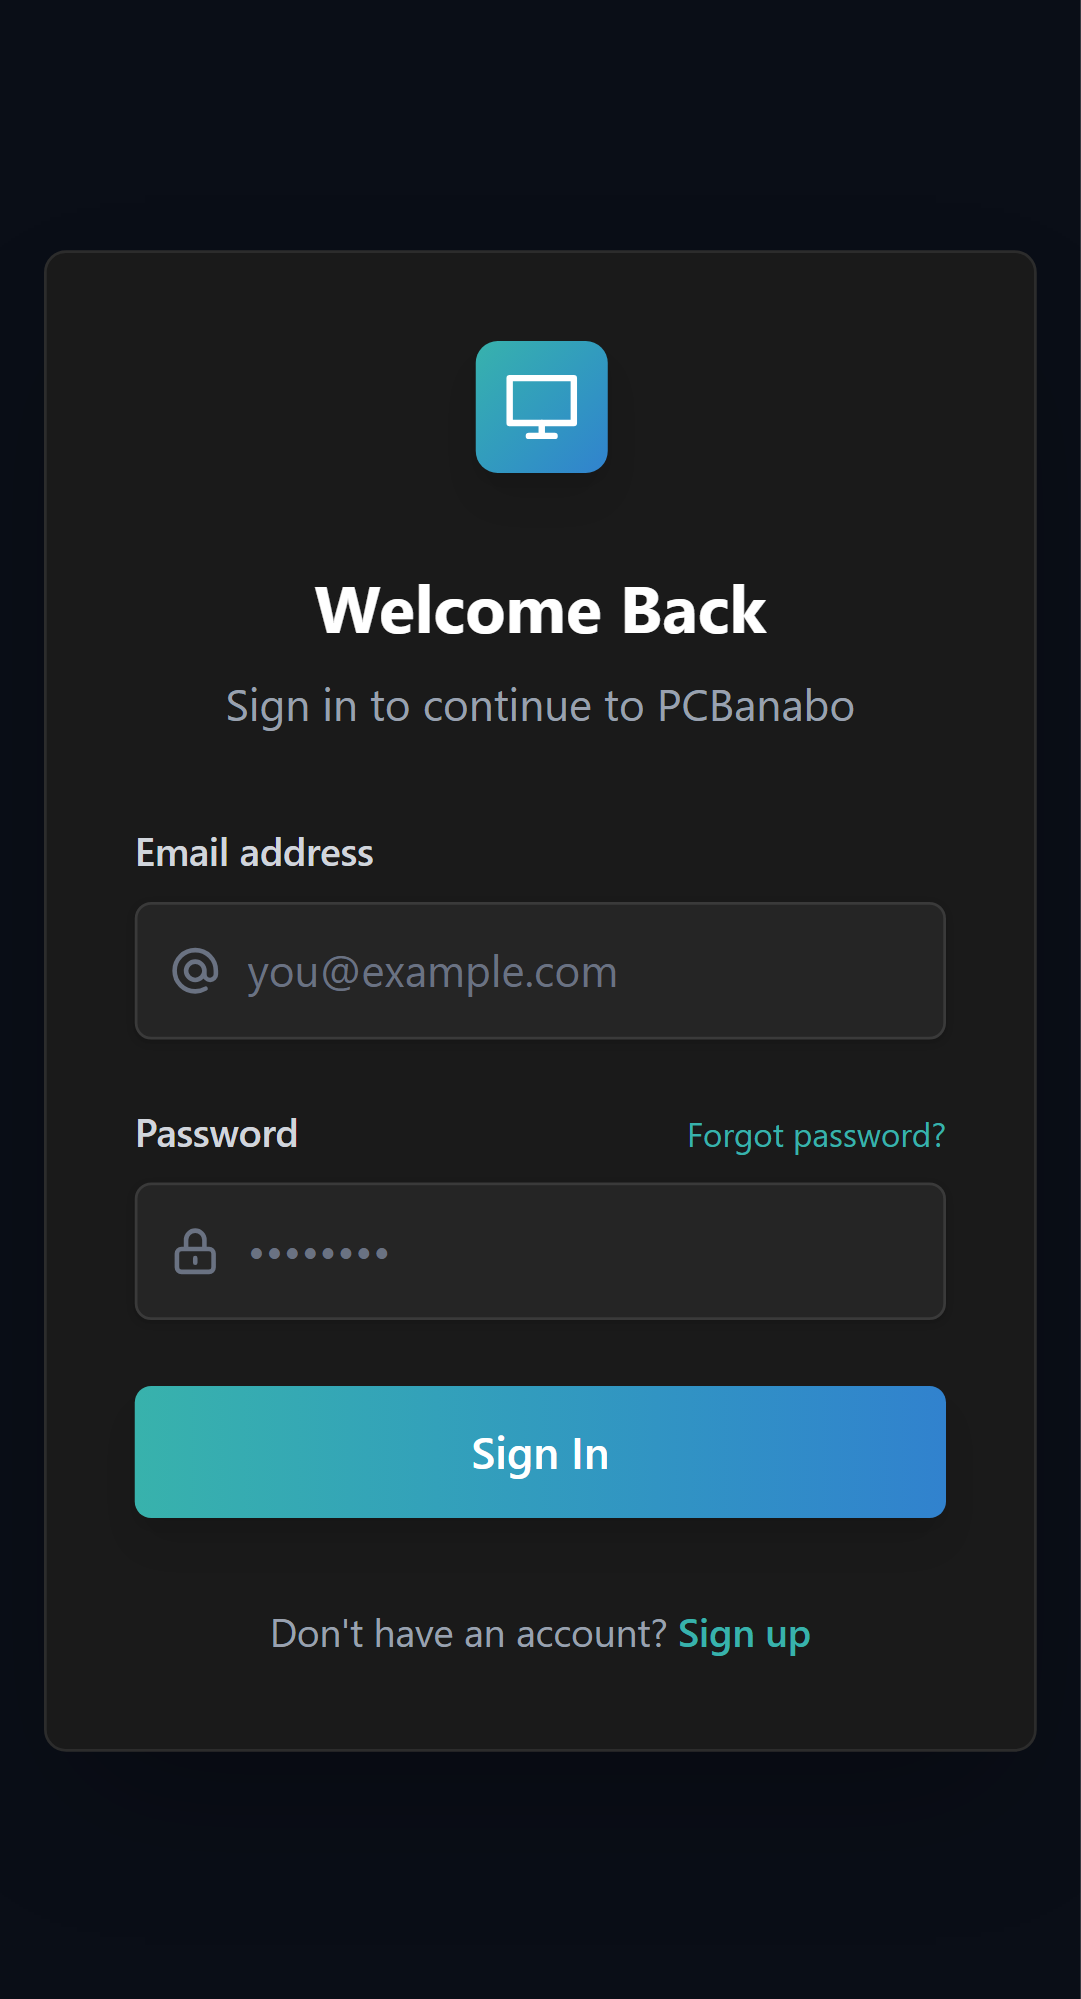 Welcome Back
Sign in to continue to PCBanabo
Email address
you@example.com
Password
Forgot password?
••••••••
Sign In
Don't have an account? Sign up